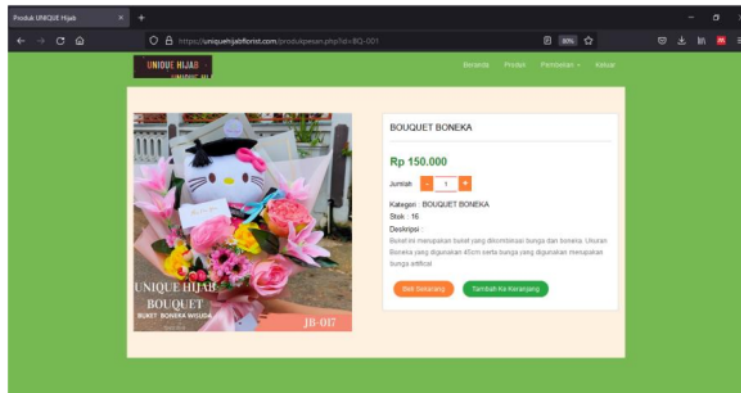 Produk UNIQUE Hijab
https://uniquehijabflorist.com/produkpesan.php?id=BQ-001
80%
UNIQUE HIJAB
Beranda Produk Pembelian Keluar
BOUQUET BONEKA
Rp 150.000
Jumlah - 1 +
Kategori : BOUQUET BONEKA
Stok : 16
Deskripsi :
Buket ini merupakan buket yang dikombinasi bunga dan boneka. Ukuran
Boneka yang digunakan 45cm serta bunga yang digunakan merupakan
bunga artifical
Beli Sekarang Tambah Ke Keranjang
UNIQUE HIJAB
BOUQUET
BUKET BONEKA WISUDA
JB-017